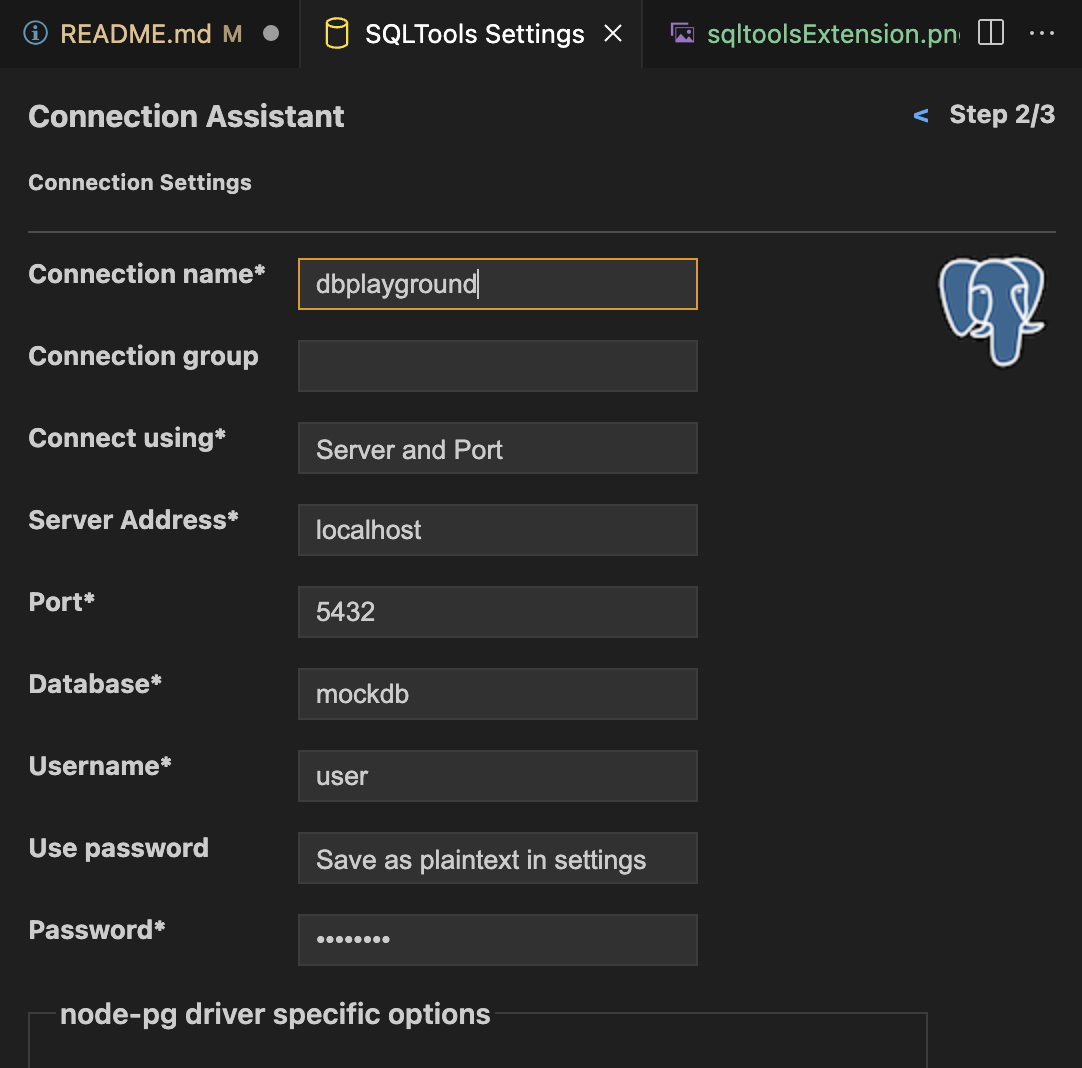 README.md M
SQLTools Settings
sqltoolsExtension.png
Connection Assistant
< Step 2/3
Connection Settings
Connection name* dbplayground
Connection group
Connect using* Server and Port
Server Address* localhost
Port* 5432
Database* mockdb
Username* user
Use password Save as plaintext in settings
Password* ••••••••
node-pg driver specific options